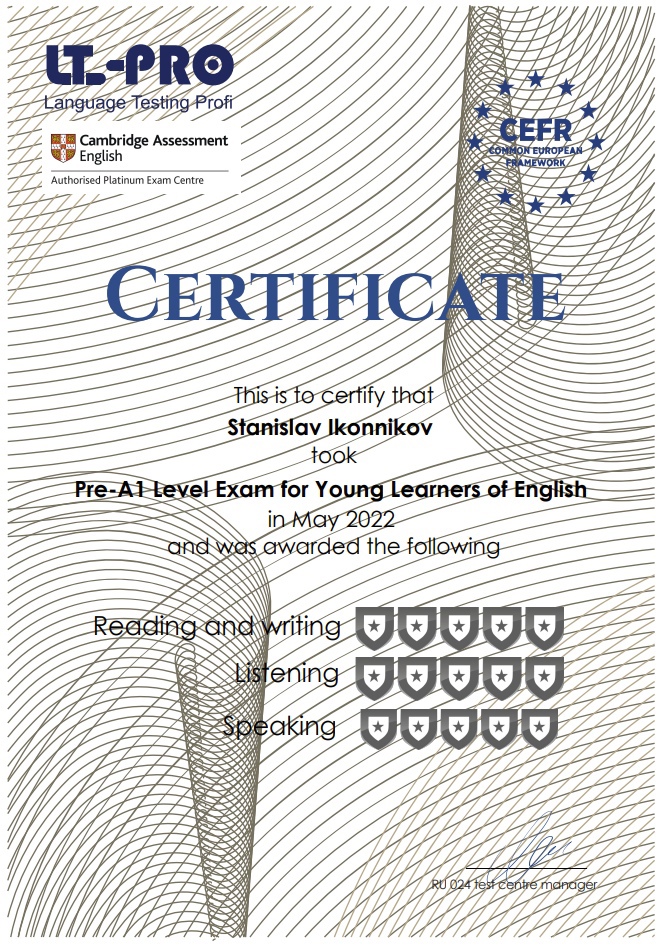 LT-PRO
Language Testing Profi
Cambridge Assessment
English
Authorised Platinum Exam Centre
CEFR
COMMON EUROPEAN
FRAMEWORK
CERTIFICATE
This is to certify that
Stanislav Ikonnikov
took
Pre-A1 Level Exam for Young Learners of English
in May 2022
and was awarded the following
Reading and writing
Listening
Speaking
RU 024 test centre manager